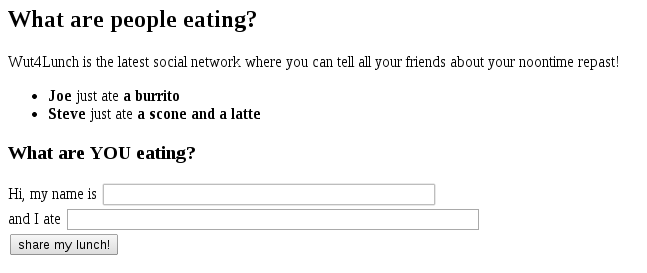 What are people eating?
Wut4Lunch is the latest social network where you can tell all your friends about your noontime repast!
• Joe just ate a burrito
• Steve just ate a scone and a latte
What are YOU eating?
Hi, my name is
and I ate
share my lunch!